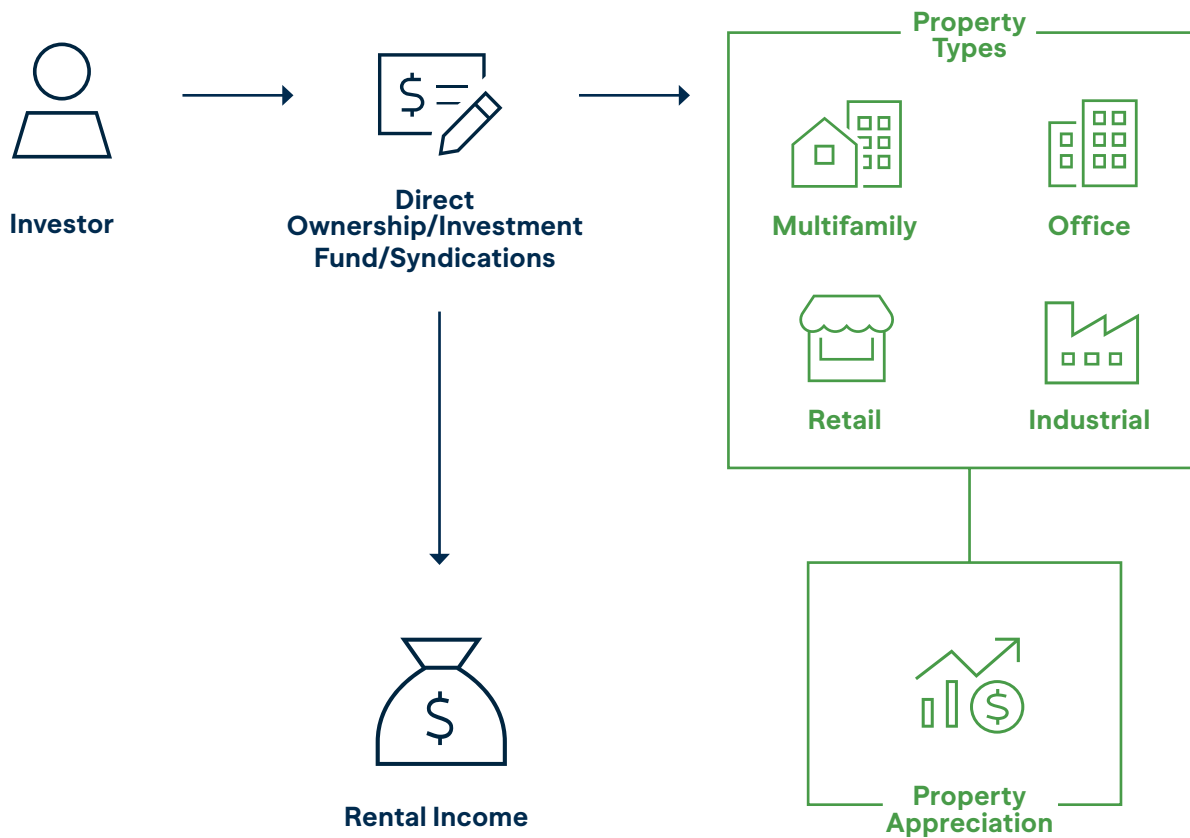 Property
Types
Investor
Direct
Ownership/Investment
Fund/Syndications
Multifamily
Office
Retail
Industrial
Rental Income
Property
Appreciation